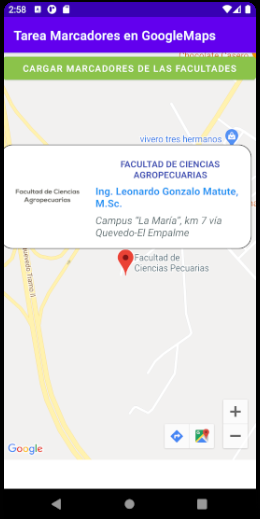 2:58
Tarea Marcadores en GoogleMaps
Chocolate Casero
CARGAR MARCADORES DE LAS FACULTADES
vivero tres hermanos
FACULTAD DE CIENCIAS
AGROPECUARIAS
Facultad de Ciencias
Agropecuarias
Ing. Leonardo Gonzalo Matute,
M.Sc.
Campus "La María", km 7 vía
Quevedo-El Empalme
Facultad de
Ciencias Pecuarias
Google